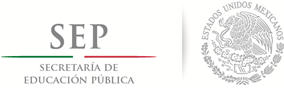 SEP
SECRETARÍA DE
EDUCACIÓN PÚBLICA
ESTADOS UNIDOS MEXICANOS